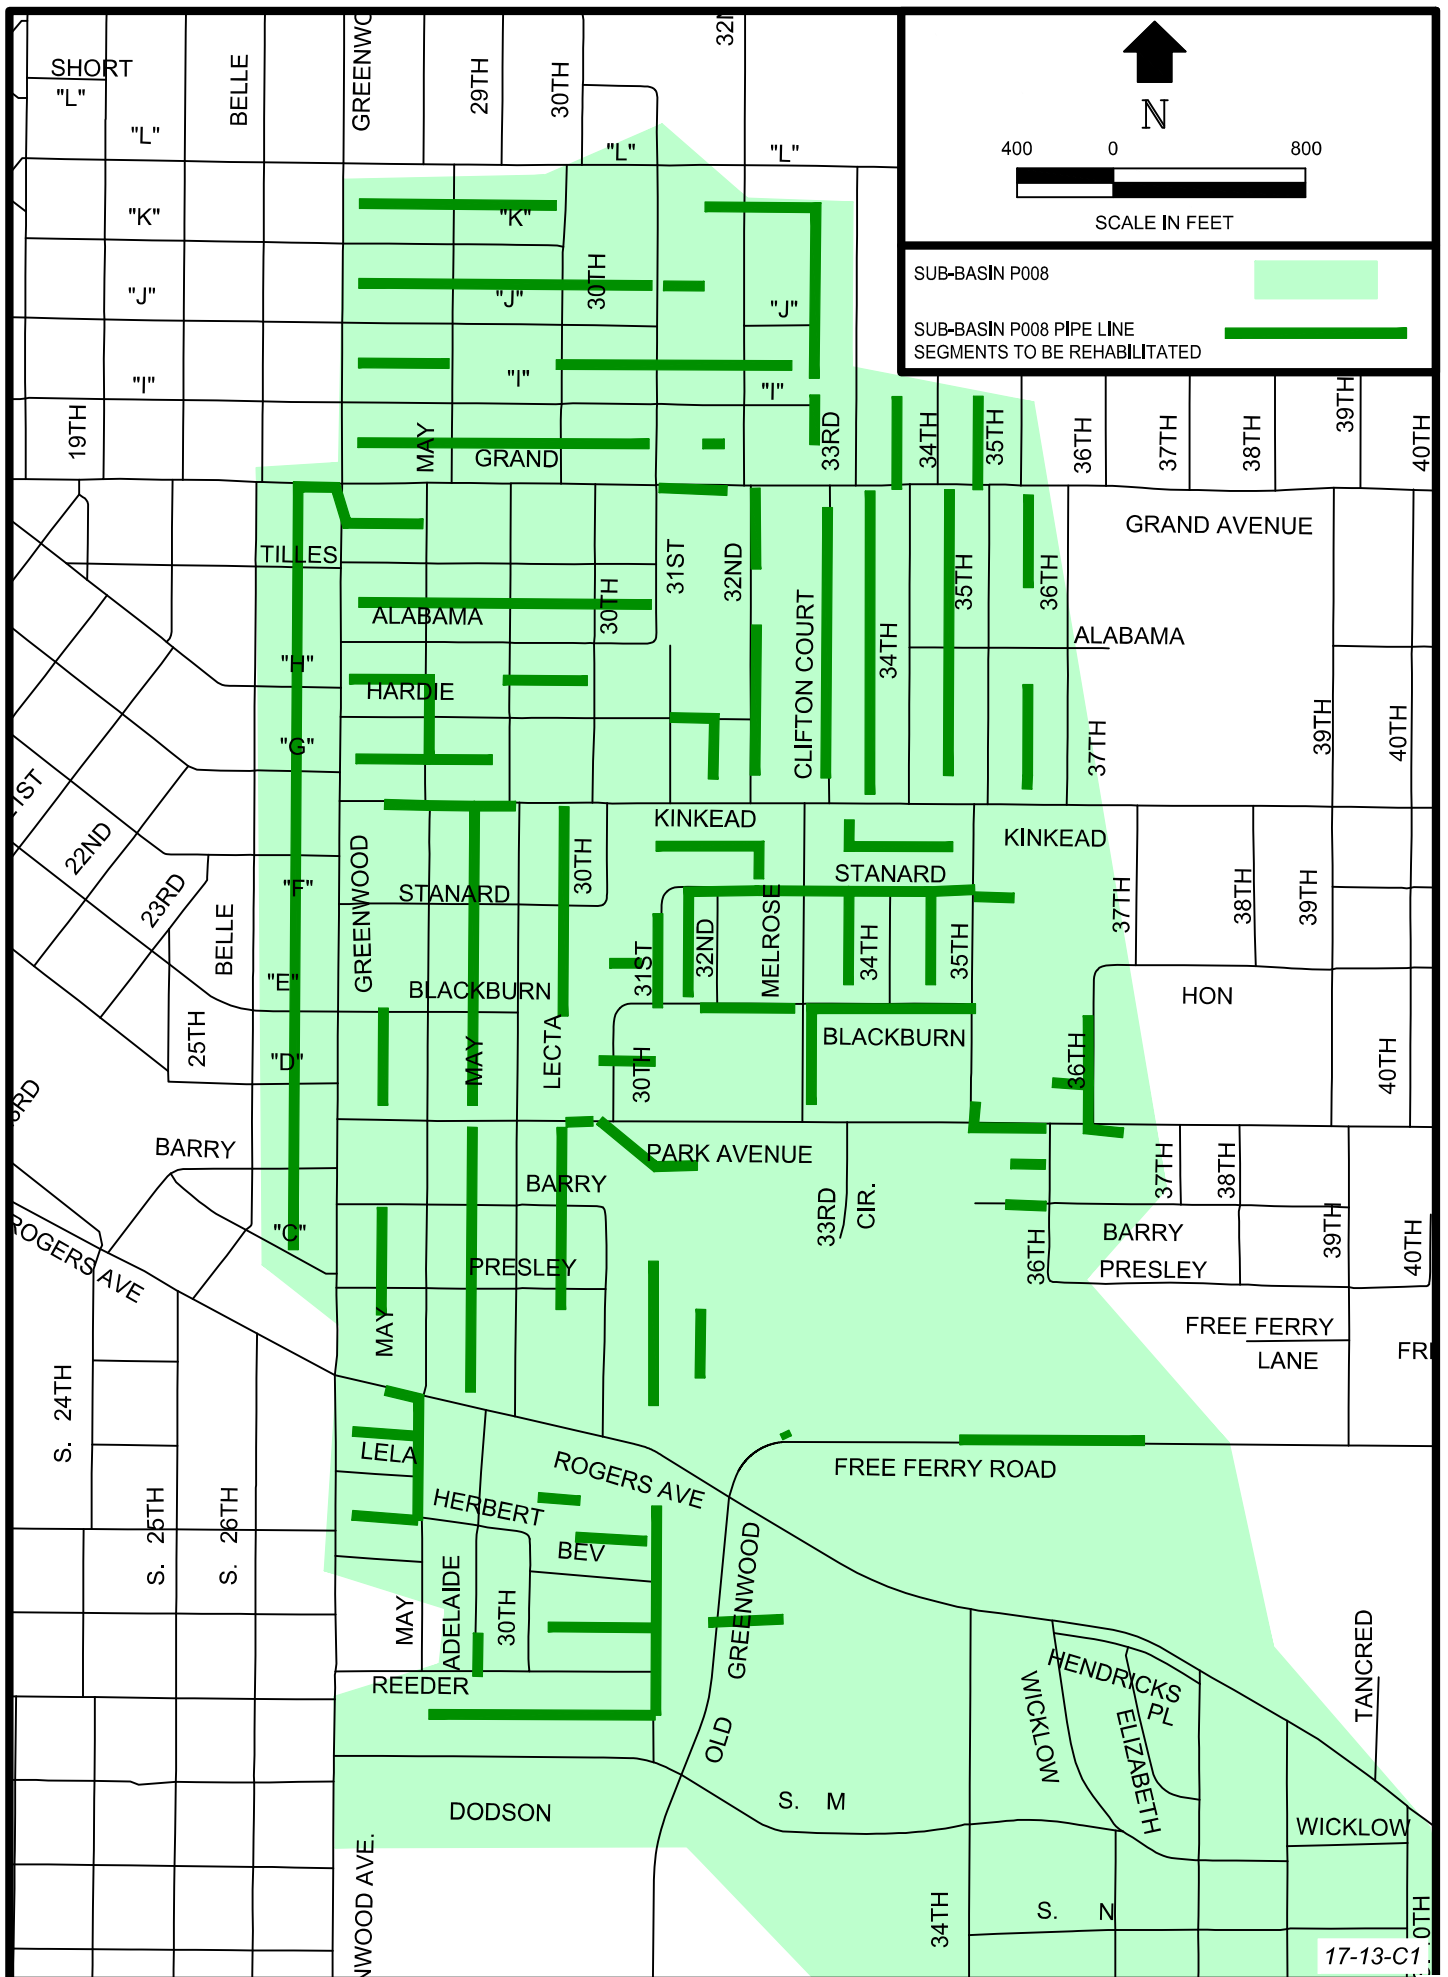 SHORT
"L"
"L"
BELLE
29TH
30TH
"L"
"L"
N
400 0 800
SCALE IN FEET
SUB-BASIN P008
SUB-BASIN P008 PIPE LINE
SEGMENTS TO BE REHABILITATED
"K"
"K"
"J"
"J"
30TH
"J"
"I"
"I"
"I"
19TH
MAY
GRAND
33RD
34TH
35TH
36TH
37TH
38TH
39TH
40TH
GRAND AVENUE
TILLES
31ST
32ND
35TH
36TH
ALABAMA
30TH
CLIFTON COURT
34TH
ALABAMA
"H"
HARDIE
"G"
37TH
39TH
40TH
22ND
KINKEAD
KINKEAD
23RD
"F"
GREENWOOD
STANARD
30TH
STANARD
37TH
38TH
39TH
BELLE
"E"
BLACKBURN
31ST
32ND
MELROSE
34TH
35TH
HON
25TH
"D"
MAY
LECTA
30TH
BLACKBURN
36TH
40TH
BARRY
PARK AVENUE
BARRY
37TH
38TH
33RD
CIR.
ROGERS AVE
"C"
PRESLEY
36TH
BARRY
PRESLEY
39TH
40TH
MAY
FREE FERRY
LANE
FRE
S. 24TH
LELA
ROGERS AVE
FREE FERRY ROAD
HERBERT
S. 25TH
S. 26TH
BEV
MAY
ADELAIDE
30TH
OLD GREENWOOD
REEDER
HENDRICKS
PL
WICKLOW
ELIZABETH
TANCRED
DODSON
S. M
WICKLOW
34TH
S. N
17-13-C1